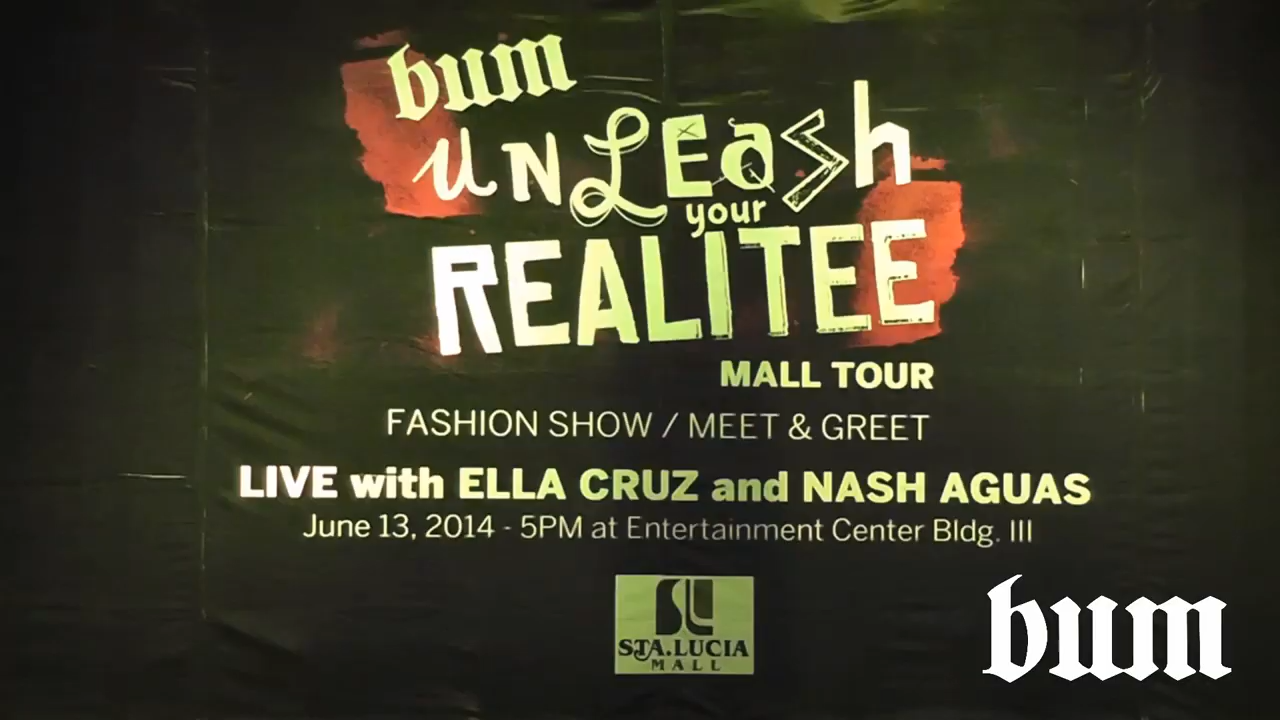 bum
UNLEaSh
your
REALITEE
MALL TOUR
FASHION SHOW / MEET & GREET
LIVE with ELLA CRUZ and NASH AGUAS
June 13, 2014 - 5PM at Entertainment Center Bldg. III
SL
STA.LUCIA
MALL
bum